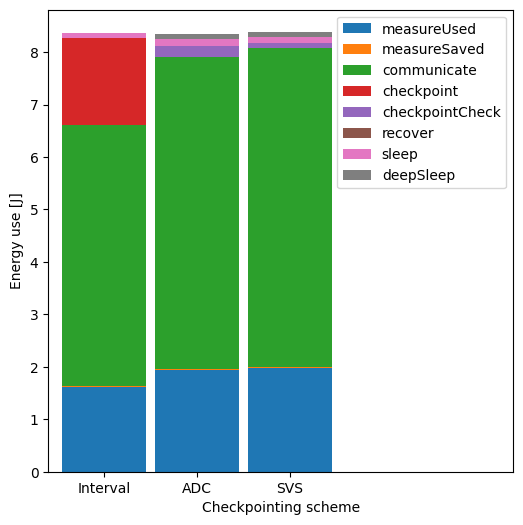 measureUsed
measureSaved
communicate
checkpoint
checkpointCheck
recover
sleep
deepSleep
Energy use [J]
8
7
6
5
4
3
2
1
0
Interval ADC SVS
Checkpointing scheme